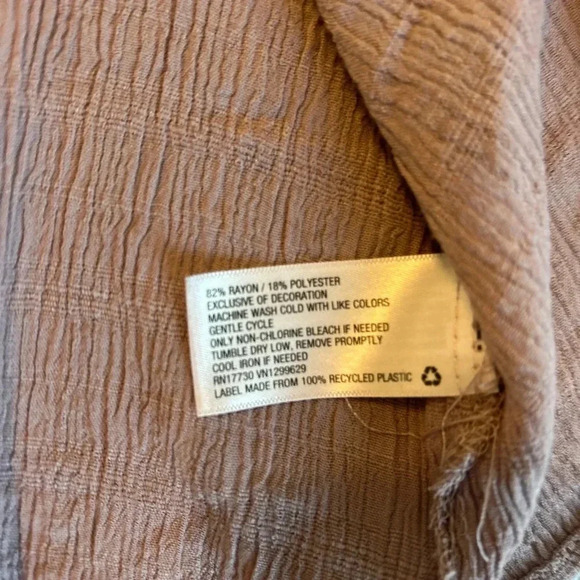 82% RAYON / 18% POLYESTER
EXCLUSIVE OF DECORATION
MACHINE WASH COLD WITH LIKE COLORS
GENTLE CYCLE
ONLY NON-CHLORINE BLEACH IF NEEDED
TUMBLE DRY LOW, REMOVE PROMPTLY
COOL IRON IF NEEDED
RN17730 VN1299629
LABEL MADE FROM 100% RECYCLED PLASTIC